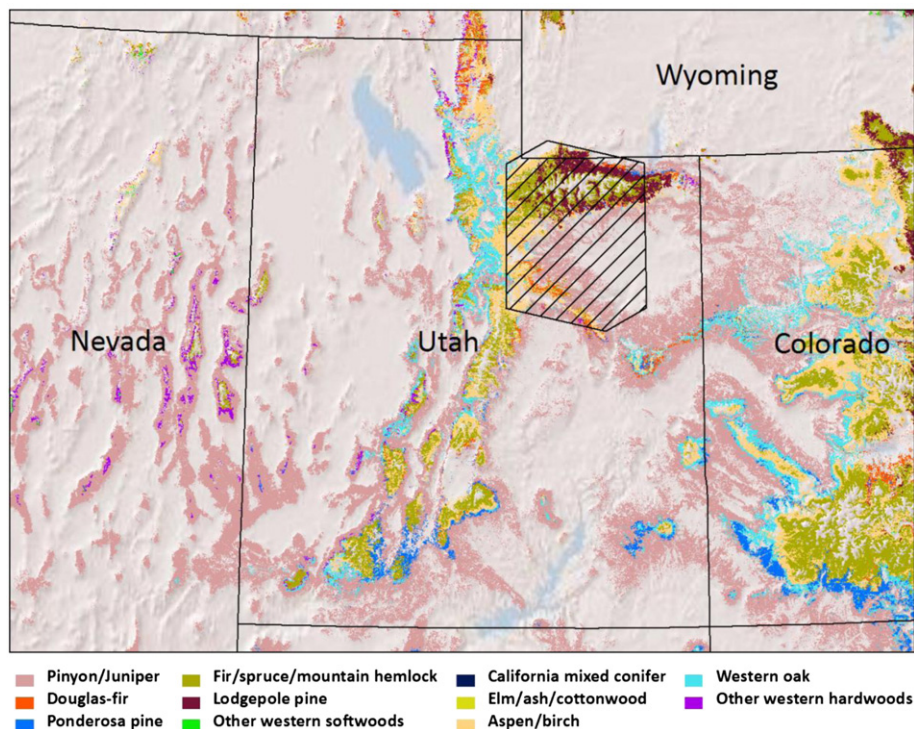 Wyoming
Nevada
Utah
Colorado
Pinyon/Juniper
Douglas-fir
Ponderosa pine
Fir/spruce/mountain hemlock
Lodgepole pine
Other western softwoods
California mixed conifer
Elm/ash/cottonwood
Aspen/birch
Western oak
Other western hardwoods